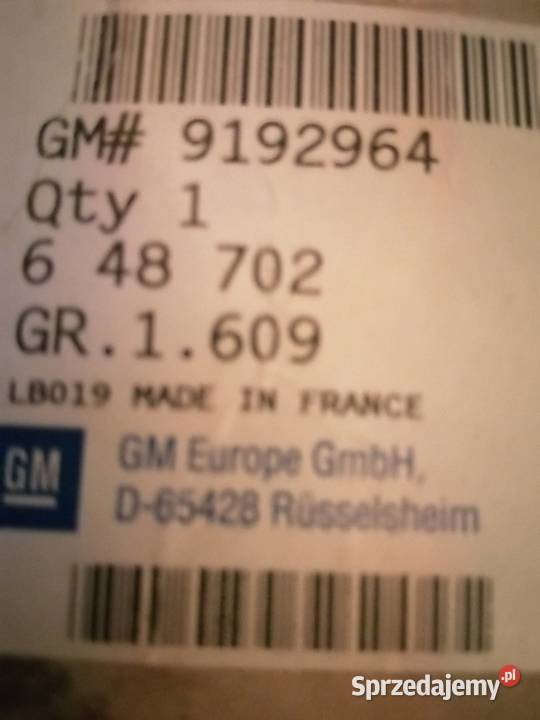 GM# 9192964
Qty 1
6 48 702
GR.1.609
LB019 MADE IN FRANCE
GM
GM Europe GmbH,
D-65428 Rüsselsheim
Sprzedajemy.pl